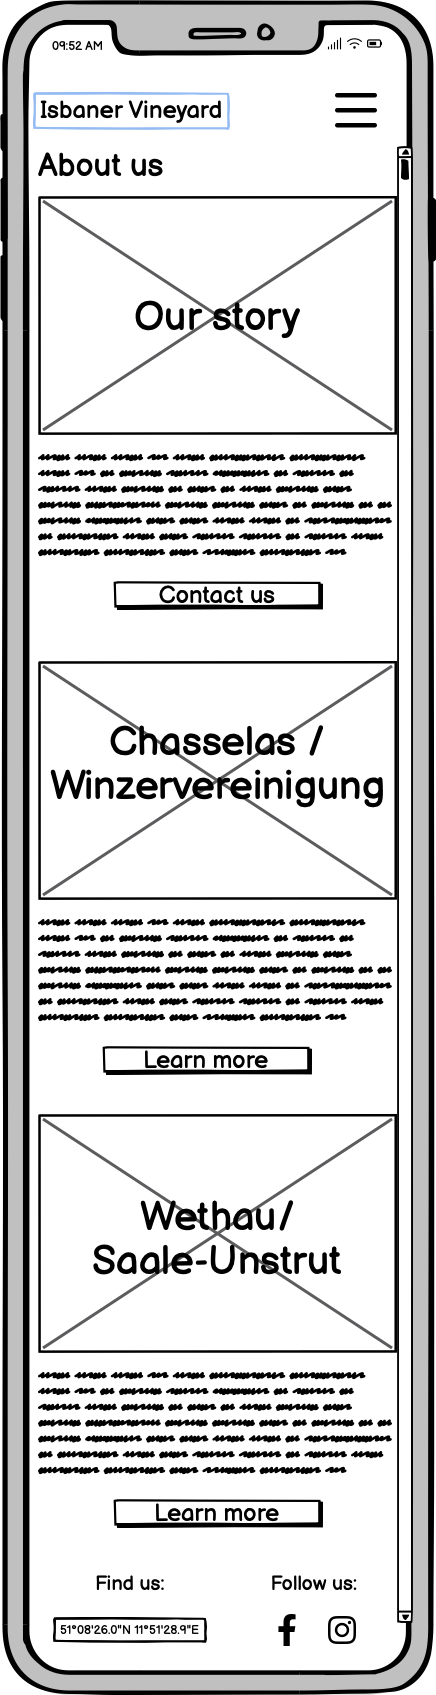 09:52 AM
Isbaner Vineyard
About us
Our story
Contact us
Chasselas /
Winzervereinigung
Learn more
Wethau/
Saale-Unstrut
Learn more
Find us:
Follow us:
51°08'26.0"N 11°51'28.9"E